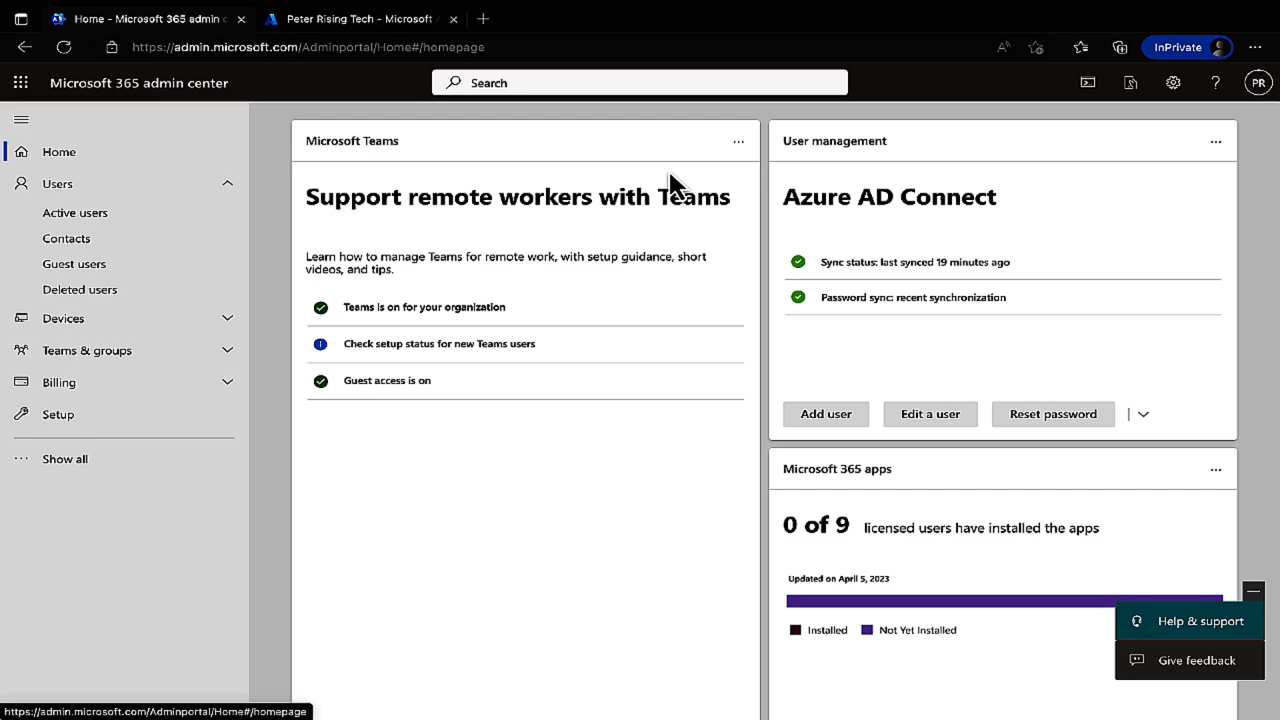 Home - Microsoft 365 admin c
Peter Rising Tech - Microsoft A
https://admin.microsoft.com/Adminportal/Home#/homepage
InPrivate
Microsoft 365 admin center
Search
PR
Home
Users
Active users
Contacts
Guest users
Deleted users
Devices
Teams & groups
Billing
Setup
Show all
Microsoft Teams
Support remote workers with Teams
Learn how to manage Teams for remote work, with setup guidance, short
videos, and tips.
Teams is on for your organization
Check setup status for new Teams users
Guest access is on
User management
Azure AD Connect
Sync status: last synced 19 minutes ago
Password sync: recent synchronization
Add user
Edit a user
Reset password
Microsoft 365 apps
0 of 9 licensed users have installed the apps
Updated on April 5, 2023
Installed
Not Yet Installed
Help & support
Give feedback
https://admin.microsoft.com/Adminportal/Home#/homepage